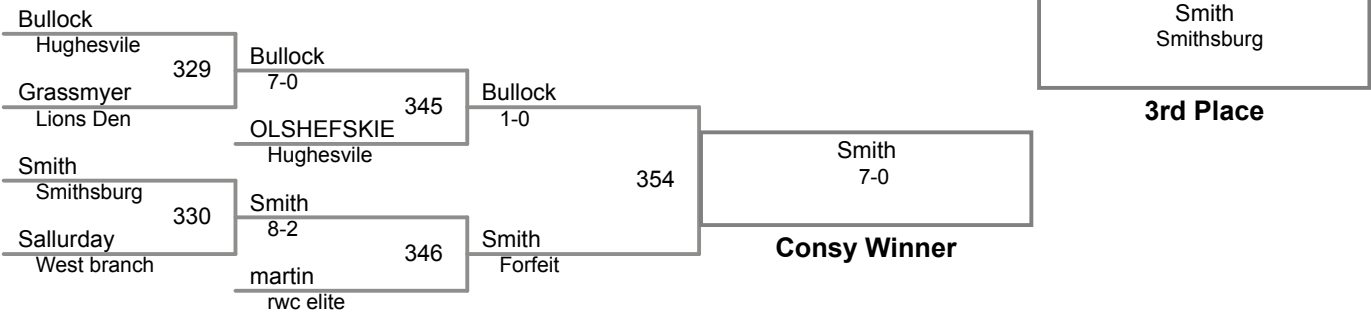 Bullock
Hughesvile
329
Grassmyer
Lions Den
Smith
Smithsburg
330
Sallurday
West branch
Bullock
7-0
345
OLSHEFSKIE
Hughesvile
Smith
8-2
346
martin
rwc elite
Bullock
1-0
354
Smith
Forfeit
Smith
7-0
Consy Winner
Smith
Smithsburg
3rd Place